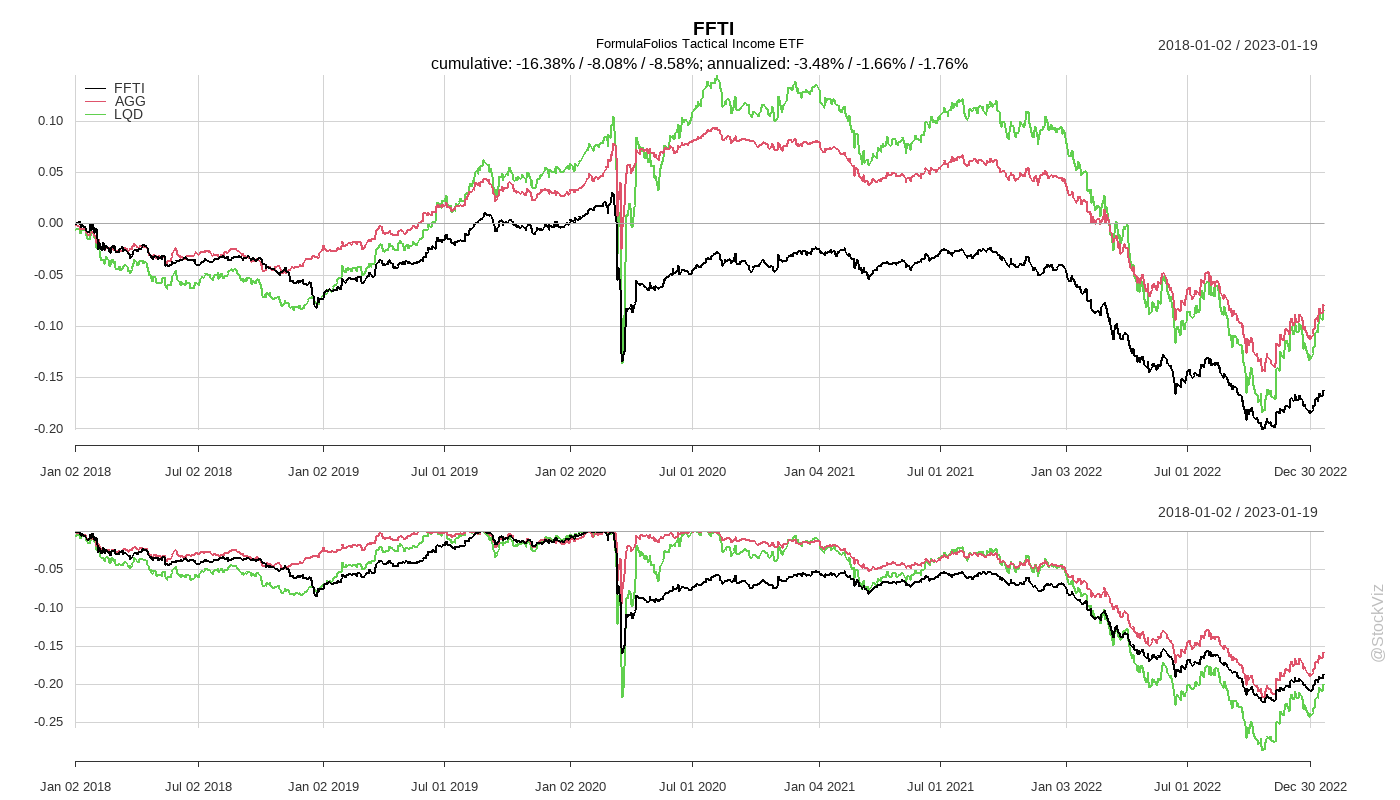 FFTI
FormulaFolios Tactical Income ETF
2018-01-02 / 2023-01-19
cumulative: -16.38% / -8.08% / -8.58%; annualized: -3.48% / -1.66% / -1.76%
FFTI
AGG
LQD
0.10
0.05
0.00
-0.05
-0.10
-0.15
-0.20
Jan 02 2018 Jul 02 2018 Jan 02 2019 Jul 01 2019 Jan 02 2020 Jul 01 2020 Jan 04 2021 Jul 01 2021 Jan 03 2022 Jul 01 2022 Dec 30 2022
2018-01-02 / 2023-01-19
-0.05
-0.10
-0.15
-0.20
-0.25
Jan 02 2018 Jul 02 2018 Jan 02 2019 Jul 01 2019 Jan 02 2020 Jul 01 2020 Jan 04 2021 Jul 01 2021 Jan 03 2022 Jul 01 2022 Dec 30 2022
@StockViz